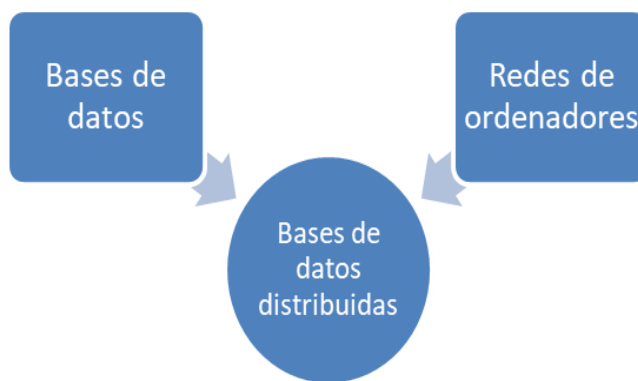 Bases de
datos
Redes de
ordenadores
Bases de
datos
distribuidas